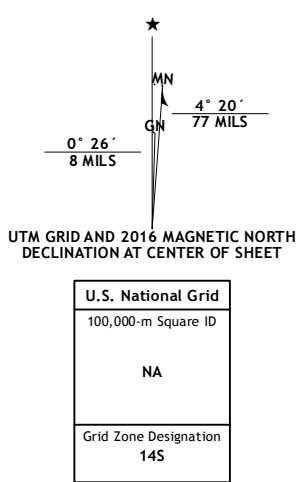 ★
MN
GN
4° 20´
77 MILS
0° 26´
8 MILS
UTM GRID AND 2016 MAGNETIC NORTH
DECLINATION AT CENTER OF SHEET
U.S. National Grid
100,000-m Square ID
NA
Grid Zone Designation
14S